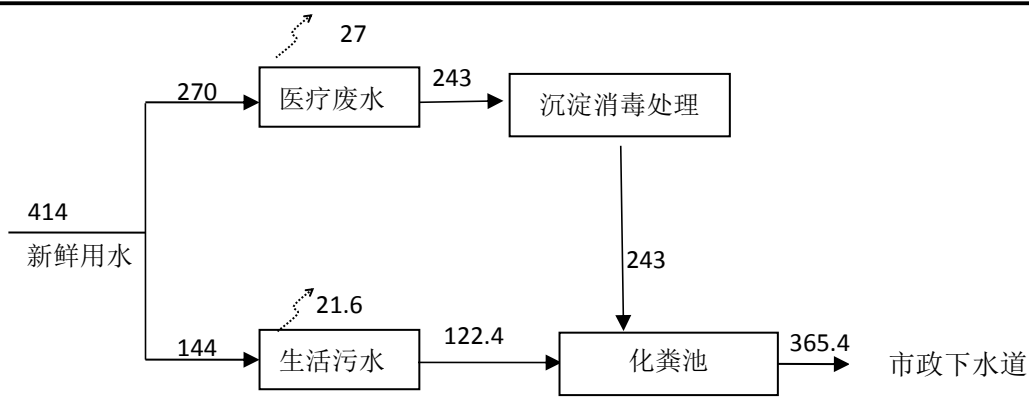 27
270
医疗废水
243
沉淀消毒处理
414
新鲜用水
243
21.6
144
生活污水
122.4
化粪池
365.4
市政下水道